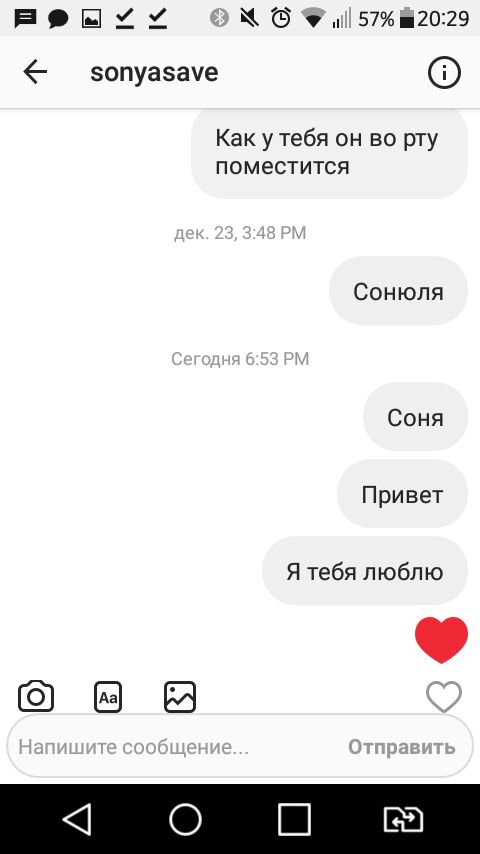 57% 20:29
sonyasave
Как у тебя он во рту
поместится
дек. 23, 3:48 PM
Сонюля
Сегодня 6:53 PM
Соня
Привет
Я тебя люблю
Aa
Напишите сообщение... Отправить